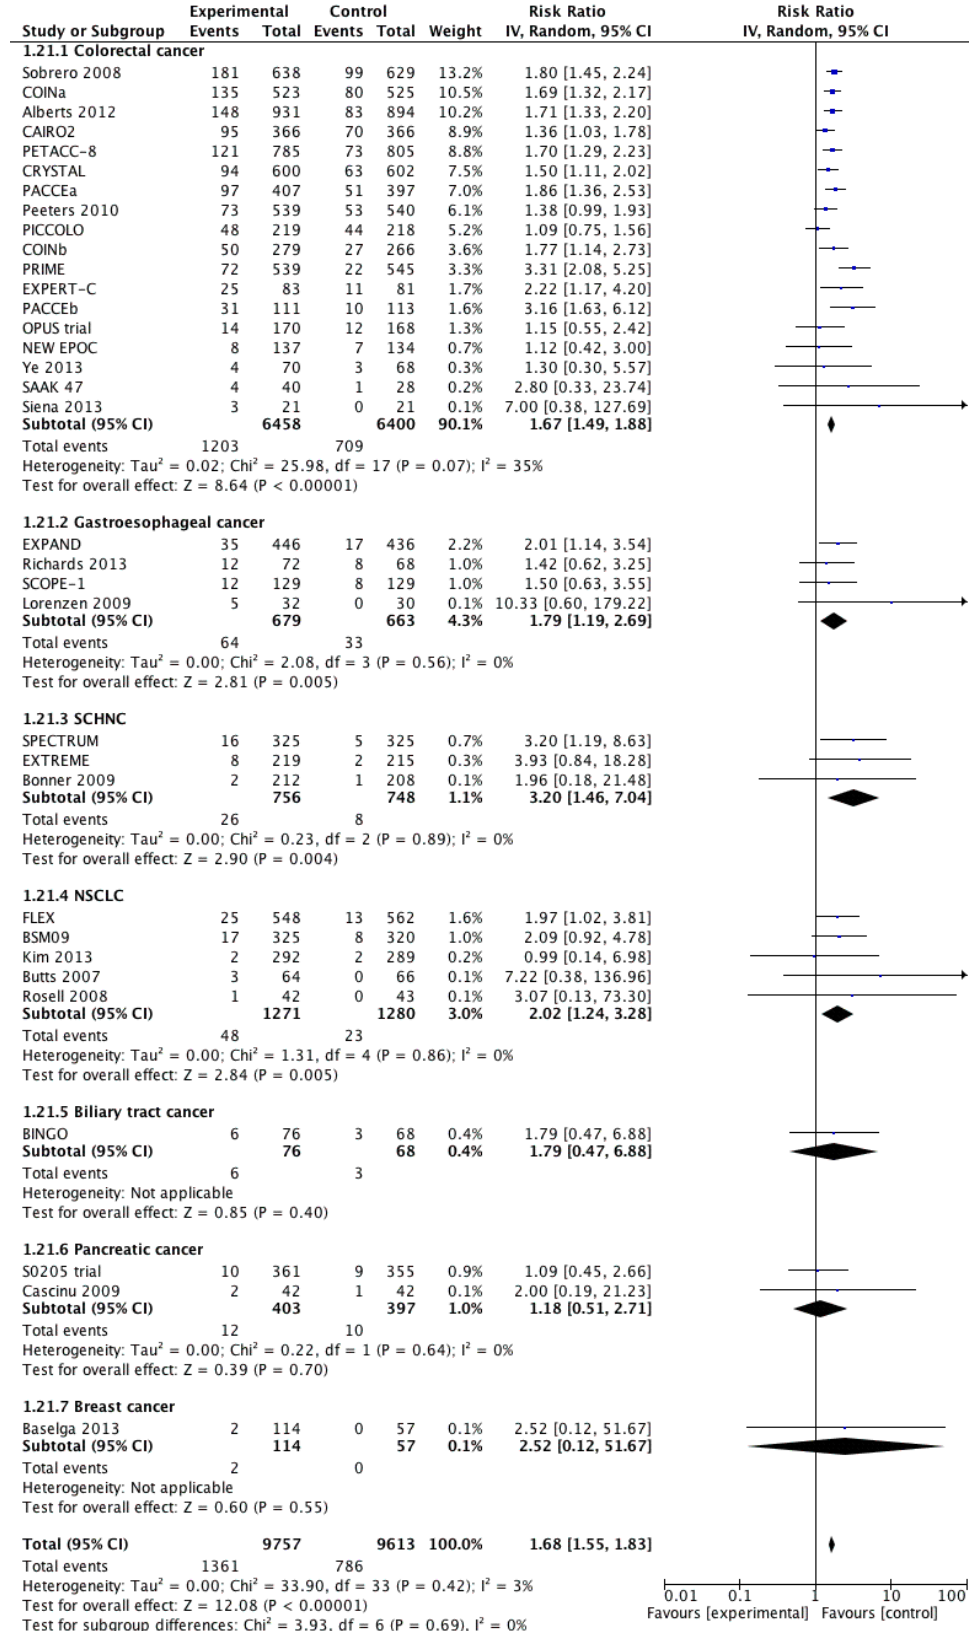 Experimental Control Risk Ratio Risk Ratio
Study or Subgroup Events Total Events Total Weight IV, Random, 95% CI IV, Random, 95% CI
1.21.1 Colorectal cancer
Sobrero 2008 181 638 99 629 13.2% 1.80 [1.45, 2.24]
COINa 135 523 80 525 10.5% 1.69 [1.32, 2.17]
Alberts 2012 148 931 83 894 10.2% 1.71 [1.33, 2.20]
CAIRO2 95 366 70 366 8.9% 1.36 [1.03, 1.78]
PETACC-8 121 785 73 805 8.8% 1.70 [1.29, 2.23]
CRYSTAL 94 600 63 602 7.5% 1.50 [1.11, 2.02]
PACCEa 97 407 51 397 7.0% 1.86 [1.36, 2.53]
Peeters 2010 73 539 53 540 6.1% 1.38 [0.99, 1.93]
PICCOLO 48 219 44 218 5.2% 1.09 [0.75, 1.56]
COINb 50 279 27 266 3.6% 1.77 [1.14, 2.73]
PRIME 72 539 22 545 3.3% 3.31 [2.08, 5.25]
EXPERT-C 25 83 11 81 1.7% 2.22 [1.17, 4.20]
PACCEb 31 111 10 113 1.6% 3.16 [1.63, 6.12]
OPUS trial 14 170 12 168 1.3% 1.15 [0.55, 2.42]
NEW EPOC 8 137 7 134 0.7% 1.12 [0.42, 3.00]
Ye 2013 4 70 3 68 0.3% 1.30 [0.30, 5.57]
SAAK 47 4 40 1 28 0.2% 2.80 [0.33, 23.74]
Siena 2013 3 21 0 21 0.1% 7.00 [0.38, 127.69]
Subtotal (95% CI) 6458 6400 90.1% 1.67 [1.49, 1.88]
Total events 1203 709
Heterogeneity: Tau² = 0.02; Chi² = 25.98, df = 17 (P = 0.07); I² = 35%
Test for overall effect: Z = 8.64 (P < 0.00001)
1.21.2 Gastroesophageal cancer
EXPAND 35 446 17 436 2.2% 2.01 [1.14, 3.54]
Richards 2013 12 72 8 68 1.0% 1.42 [0.62, 3.25]
SCOPE-1 12 129 8 129 1.0% 1.50 [0.63, 3.55]
Lorenzen 2009 5 32 0 30 0.1% 10.33 [0.60, 179.22]
Subtotal (95% CI) 679 663 4.3% 1.79 [1.19, 2.69]
Total events 64 33
Heterogeneity: Tau² = 0.00; Chi² = 2.08, df = 3 (P = 0.56); I² = 0%
Test for overall effect: Z = 2.81 (P = 0.005)
1.21.3 SCHNC
SPECTRUM 16 325 5 325 0.7% 3.20 [1.19, 8.63]
EXTREME 8 219 2 215 0.3% 3.93 [0.84, 18.28]
Bonner 2009 2 212 1 208 0.1% 1.96 [0.18, 21.48]
Subtotal (95% CI) 756 748 1.1% 3.20 [1.46, 7.04]
Total events 26 8
Heterogeneity: Tau² = 0.00; Chi² = 0.23, df = 2 (P = 0.89); I² = 0%
Test for overall effect: Z = 2.90 (P = 0.004)
1.21.4 NSCLC
FLEX 25 548 13 562 1.6% 1.97 [1.02, 3.81]
BSM09 17 325 8 320 1.0% 2.09 [0.92, 4.78]
Kim 2013 2 292 2 289 0.2% 0.99 [0.14, 6.98]
Butts 2007 3 64 0 66 0.1% 7.22 [0.38, 136.96]
Rosell 2008 1 42 0 43 0.1% 3.07 [0.13, 73.30]
Subtotal (95% CI) 1271 1280 3.0% 2.02 [1.24, 3.28]
Total events 48 23
Heterogeneity: Tau² = 0.00; Chi² = 1.31, df = 4 (P = 0.86); I² = 0%
Test for overall effect: Z = 2.84 (P = 0.005)
1.21.5 Biliary tract cancer
BINGO 6 76 3 68 0.4% 1.79 [0.47, 6.88]
Subtotal (95% CI) 76 68 0.4% 1.79 [0.47, 6.88]
Total events 6 3
Heterogeneity: Not applicable
Test for overall effect: Z = 0.85 (P = 0.40)
1.21.6 Pancreatic cancer
S0205 trial 10 361 9 355 0.9% 1.09 [0.45, 2.66]
Cascinu 2009 2 42 1 42 0.1% 2.00 [0.19, 21.23]
Subtotal (95% CI) 403 397 1.0% 1.18 [0.51, 2.71]
Total events 12 10
Heterogeneity: Tau² = 0.00; Chi² = 0.22, df = 1 (P = 0.64); I² = 0%
Test for overall effect: Z = 0.39 (P = 0.70)
1.21.7 Breast cancer
Baselga 2013 2 114 0 57 0.1% 2.52 [0.12, 51.67]
Subtotal (95% CI) 114 57 0.1% 2.52 [0.12, 51.67]
Total events 2 0
Heterogeneity: Not applicable
Test for overall effect: Z = 0.60 (P = 0.55)
Total (95% CI) 9757 9613 100.0% 1.68 [1.55, 1.83]
Total events 1361 786
Heterogeneity: Tau² = 0.00; Chi² = 33.90, df = 33 (P = 0.42); I² = 3%
Test for overall effect: Z = 12.08 (P < 0.00001)
Test for subgroup differences: Chi² = 3.93, df = 6 (P = 0.69), I² = 0%
0.01 0.1 1 10 100
Favours [experimental] Favours [control]